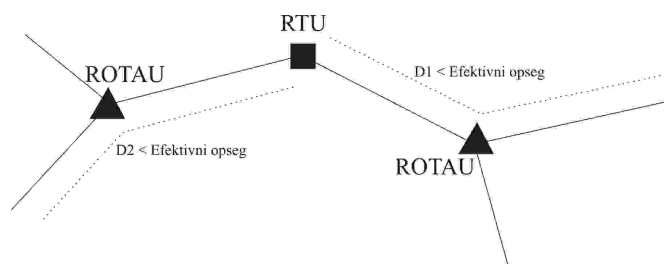 RTU
ROTAU
D1 < Efektivni opseg
D2 < Efektivni opseg
ROTAU